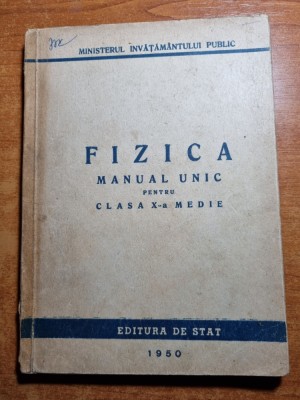 MINISTERUL ÎNVĂȚĂMÂNTULUI PUBLIC
FIZICA
MANUAL UNIC
PENTRU
CLASA X-a MEDIE
EDITURA DE STAT
1950